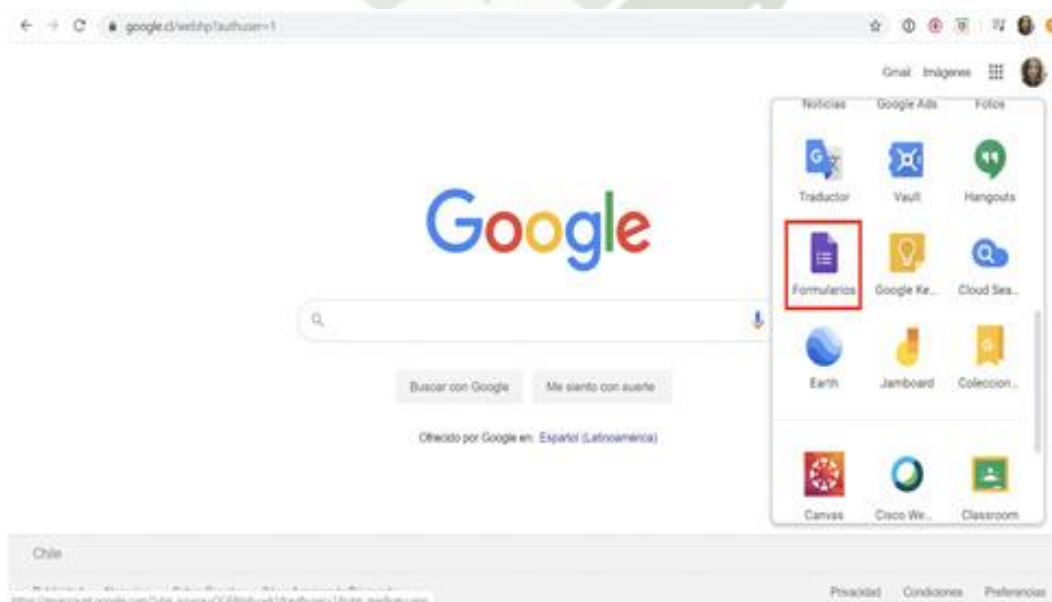 google.cl/webhp?authuser=1
Gmail Imágenes
Noticias Google Ads Fotos
Traductor Vault Hangouts
Google
Formularios Google Ke... Cloud Sea...
Earth Jamboard Coleccion...
Buscar con Google Me siento con suerte
Ofrecido por Google en: Español (Latinoamérica)
Canvas Cisco We... Classroom
Chile
Privacidad Condiciones Preferencias